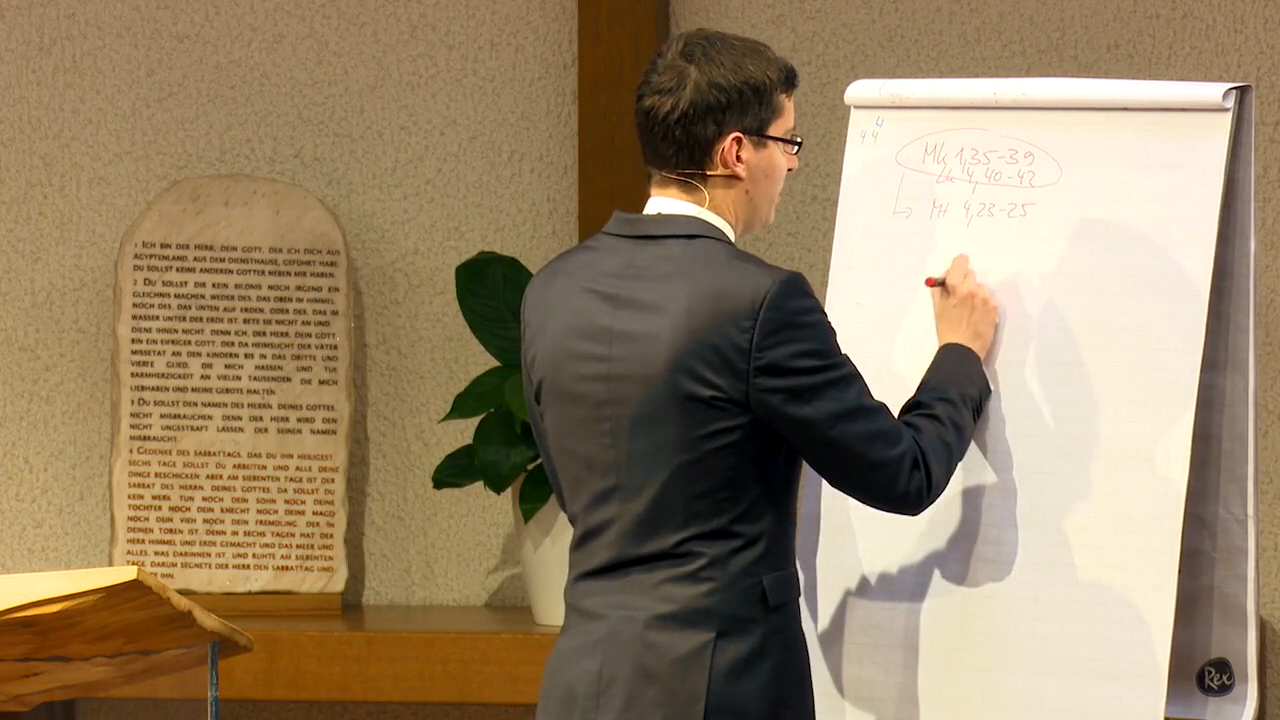 1 ICH BIN DER HERR, DEIN GOTT, DER ICH DICH AUS
ÄGYPTENLAND, AUS DEM DIENSTHAUSE, GEFÜHRT HABE.
DU SOLLST KEINE ANDEREN GÖTTER NEBEN MIR HABEN.
2 DU SOLLST DIR KEIN BILDNIS NOCH IRGEND EIN
GLEICHNIS MACHEN, WEDER DES, DAS OBEN IM HIMMEL,
NOCH DES, DAS UNTEN AUF ERDEN, ODER DES, DAS IM
WASSER UNTER DER ERDE IST. BETE SIE NICHT AN UND
DIENE IHNEN NICHT. DENN ICH, DER HERR, DEIN GOTT,
BIN EIN EIFRIGER GOTT, DER DA HEIMSUCHT DER VÄTER
MISSETAT AN DEN KINDERN BIS IN DAS DRITTE UND
VIERTE GLIED, DIE MICH HASSEN, UND TUE
BARMHERZIGKEIT AN VIELEN TAUSENDEN DIE MICH
LIEBHABEN UND MEINE GEBOTE HALTEN.
3 DU SOLLST DEN NAMEN DES HERRN, DEINES GOTTES,
NICHT MIßBRAUCHEN; DENN DER HERR WIRD DEN
NICHT UNGESTRAFT LASSEN, DER SEINEN NAMEN
MIßBRAUCHT.
4 GEDENKE DES SABBATTAGS, DAS DU IHN HEILIGEST.
SECHS TAGE SOLLST DU ARBEITEN UND ALLE DEINE
DINGE BESCHICKEN; ABER AM SIEBENTEN TAGE IST DER
SABBAT DES HERRN, DEINES GOTTES; DA SOLLST DU
KEIN WERK TUN NOCH DEIN SOHN NOCH DEINE
TOCHTER NOCH DEIN KNECHT NOCH DEINE MAGD
NOCH DEIN VIEH NOCH DEIN FREMDLING, DER IN
DEINEN TOREN IST. DENN IN SECHS TAGEN HAT DER
HERR HIMMEL UND ERDE GEMACHT UND DAS MEER UND
ALLES, WAS DARINNEN IST, UND RUHTE AM SIEBENTEN
TAGE. DARUM SEGNETE DER HERR DEN SABBATTAG UND
IHN.
4.4
Mk 1,35-39
Lk 4,40-42
Mt 4,23-25
Rex